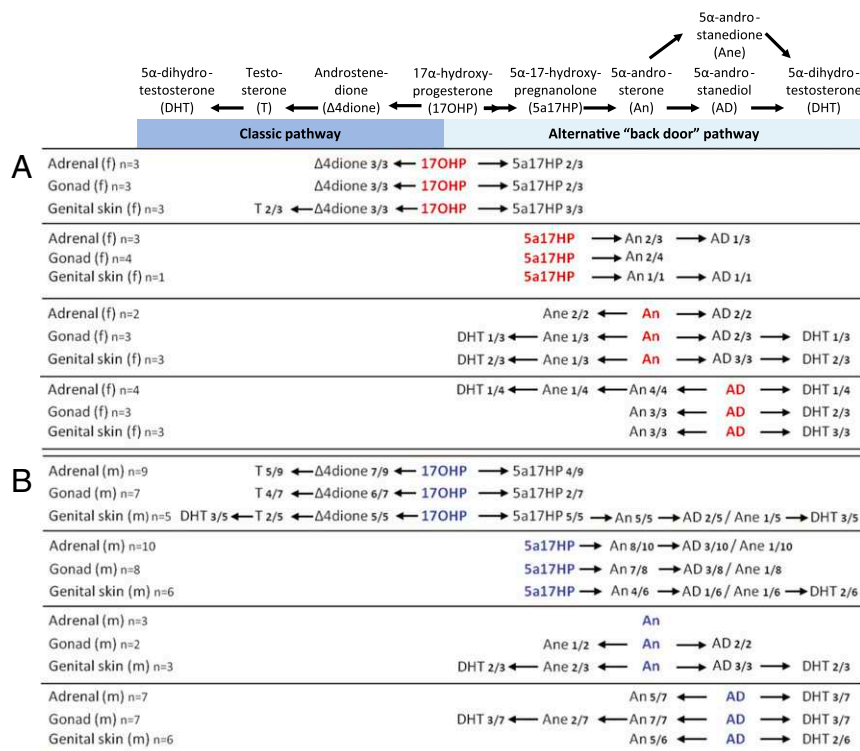 5α-andro-
stanedione
(Ane)
5α-dihydro-
testosterone
(DHT)
Testo-
sterone
(T)
Androstene-
dione
(Δ4dione)
17α-hydroxy-
progesterone
(17OHP)
5α-17-hydroxy-
pregnanolone
(5a17HP)
5α-andro-
sterone
(An)
5α-andro-
stanediol
(AD)
5α-dihydro-
testosterone
(DHT)
Classic pathway
Alternative "back door" pathway
A
Adrenal (f) n=3 Δ4dione 3/3 17OHP 5a17HP 2/3
Gonad (f) n=3 Δ4dione 3/3 17OHP 5a17HP 2/3
Genital skin (f) n=3 T 2/3 Δ4dione 3/3 17OHP 5a17HP 3/3
Adrenal (f) n=3 5a17HP An 2/3 AD 1/3
Gonad (f) n=4 5a17HP An 2/4
Genital skin (f) n=1 5a17HP An 1/1 AD 1/1
Adrenal (f) n=2 Ane 2/2 An AD 2/2
Gonad (f) n=3 DHT 1/3 Ane 1/3 An AD 2/3 DHT 1/3
Genital skin (f) n=3 DHT 2/3 Ane 1/3 An AD 3/3 DHT 2/3
Adrenal (f) n=4 DHT 1/4 Ane 1/4 An 4/4 AD DHT 1/4
Gonad (f) n=3 An 3/3 AD DHT 2/3
Genital skin (f) n=3 An 3/3 AD DHT 3/3
B
Adrenal (m) n=9 T 5/9 Δ4dione 7/9 17OHP 5a17HP 4/9
Gonad (m) n=7 T 4/7 Δ4dione 6/7 17OHP 5a17HP 2/7
Genital skin (m) n=5 DHT 3/5 T 2/5 Δ4dione 5/5 17OHP 5a17HP 5/5 An 5/5 AD 2/5 / Ane 1/5 DHT 3/5
Adrenal (m) n=10 5a17HP An 8/10 AD 3/10 / Ane 1/10
Gonad (m) n=8 5a17HP An 7/8 AD 3/8 / Ane 1/8
Genital skin (m) n=6 5a17HP An 4/6 AD 1/6 / Ane 1/6 DHT 2/6
Adrenal (m) n=3 An
Gonad (m) n=2 Ane 1/2 An AD 2/2
Genital skin (m) n=3 DHT 2/3 Ane 2/3 An AD 3/3 DHT 2/3
Adrenal (m) n=7 An 5/7 AD DHT 3/7
Gonad (m) n=7 DHT 3/7 Ane 2/7 An 7/7 AD DHT 3/7
Genital skin (m) n=6 An 5/6 AD DHT 2/6